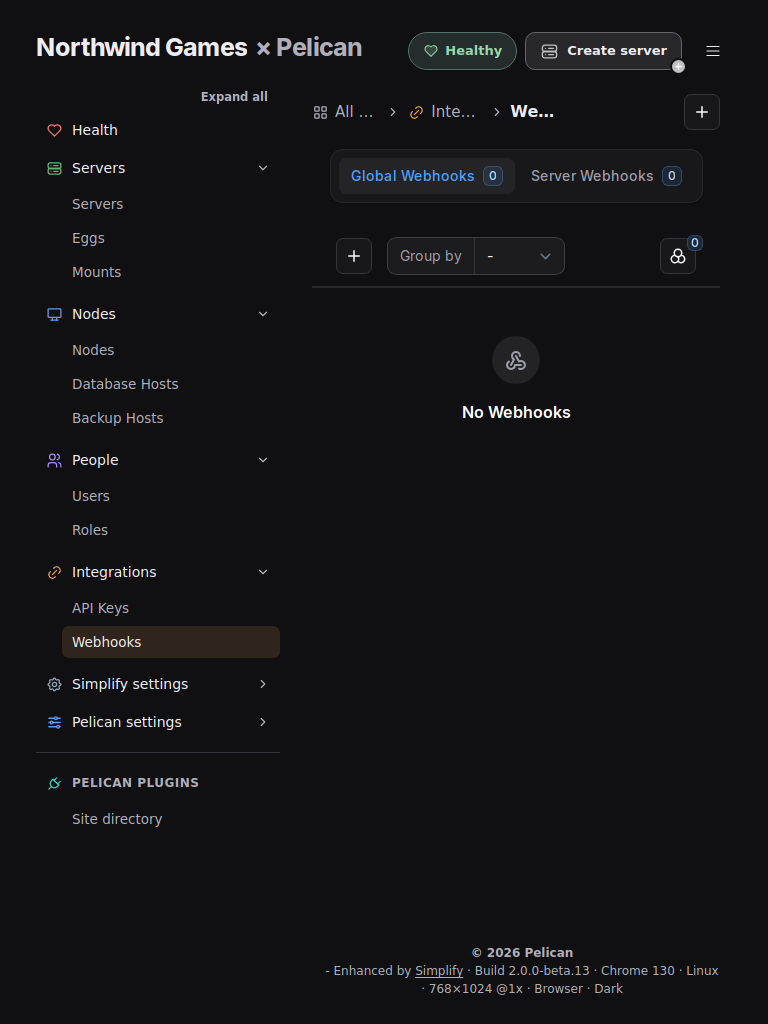 Northwind Games × Pelican
Healthy
Create server
Expand all
Health
Servers
Servers
Eggs
Mounts
Nodes
Nodes
Database Hosts
Backup Hosts
People
Users
Roles
Integrations
API Keys
Webhooks
Simplify settings
Pelican settings
PELICAN PLUGINS
Site directory
All ... > Inte... > We...
Global Webhooks 0 Server Webhooks 0
Group by - 0
No Webhooks
© 2026 Pelican
- Enhanced by Simplify · Build 2.0.0-beta.13 · Chrome 130 · Linux
· 768×1024 @1x · Browser · Dark